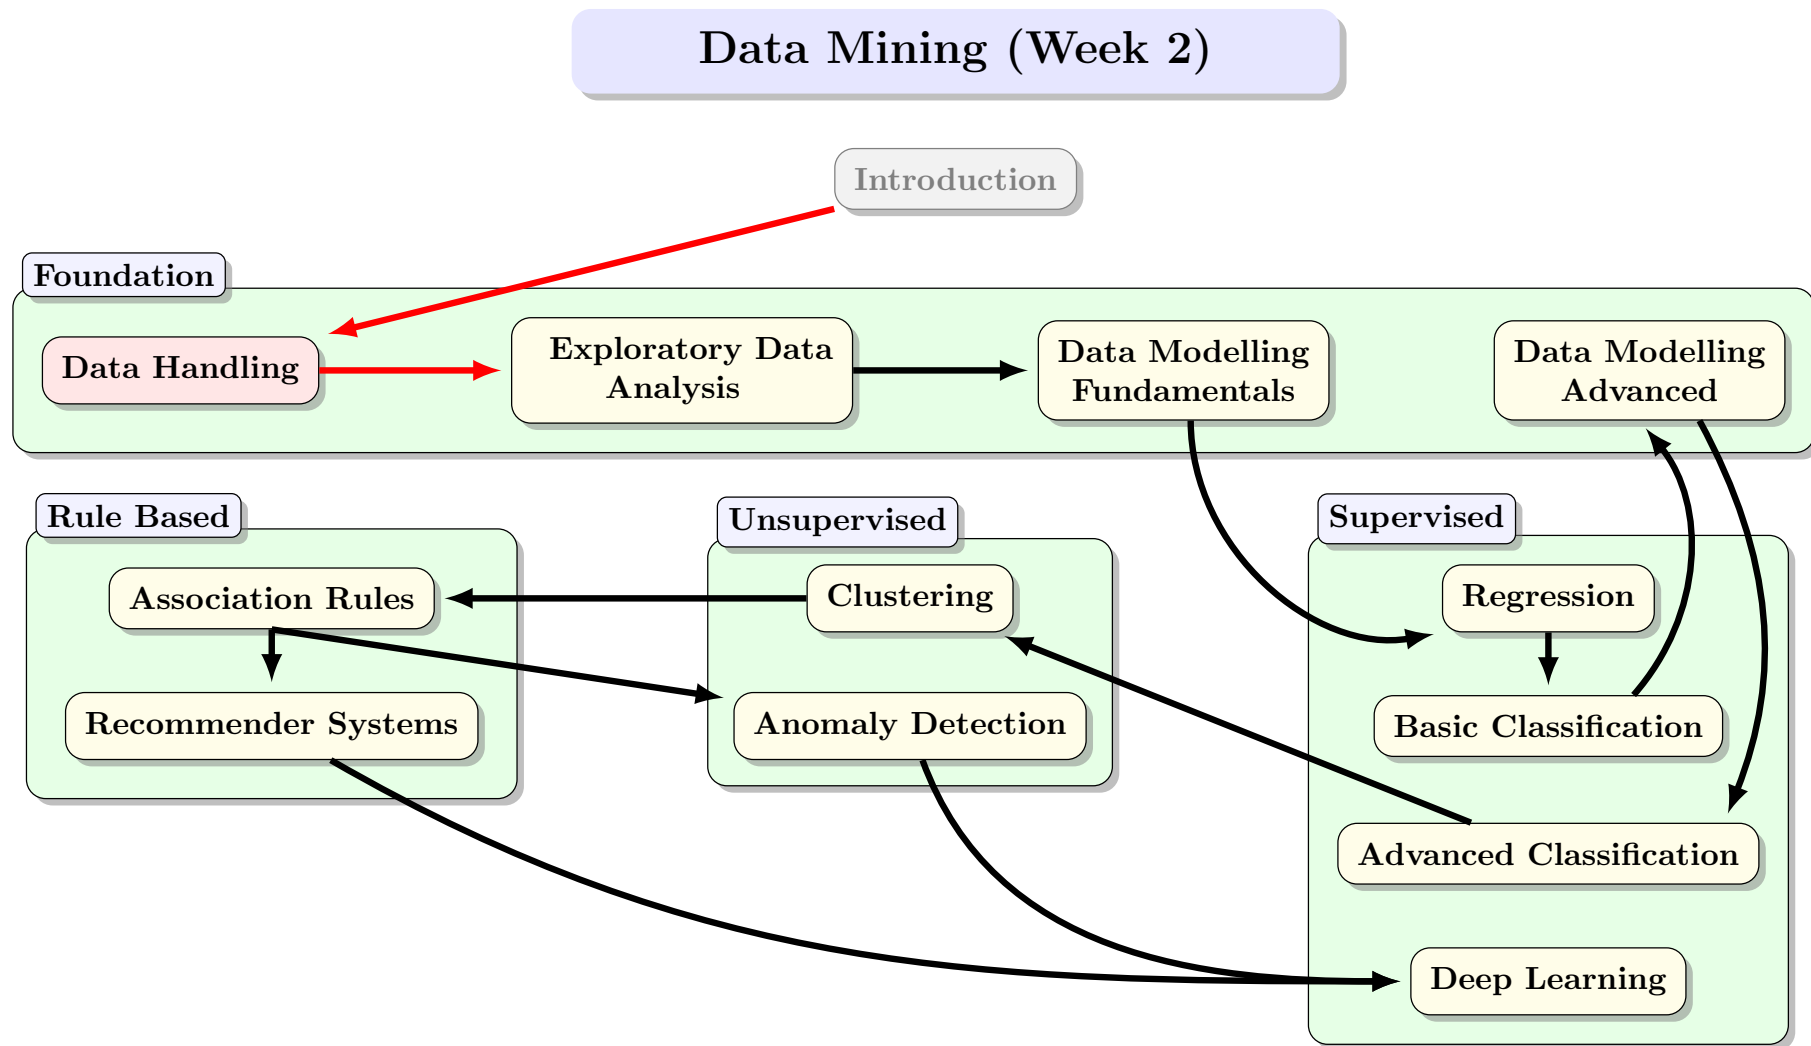 Data Mining (Week 2)
Introduction
Foundation
Data Handling
Exploratory Data
Analysis
Data Modelling
Fundamentals
Data Modelling
Advanced
Rule Based
Association Rules
Recommender Systems
Unsupervised
Clustering
Anomaly Detection
Supervised
Regression
Basic Classification
Advanced Classification
Deep Learning